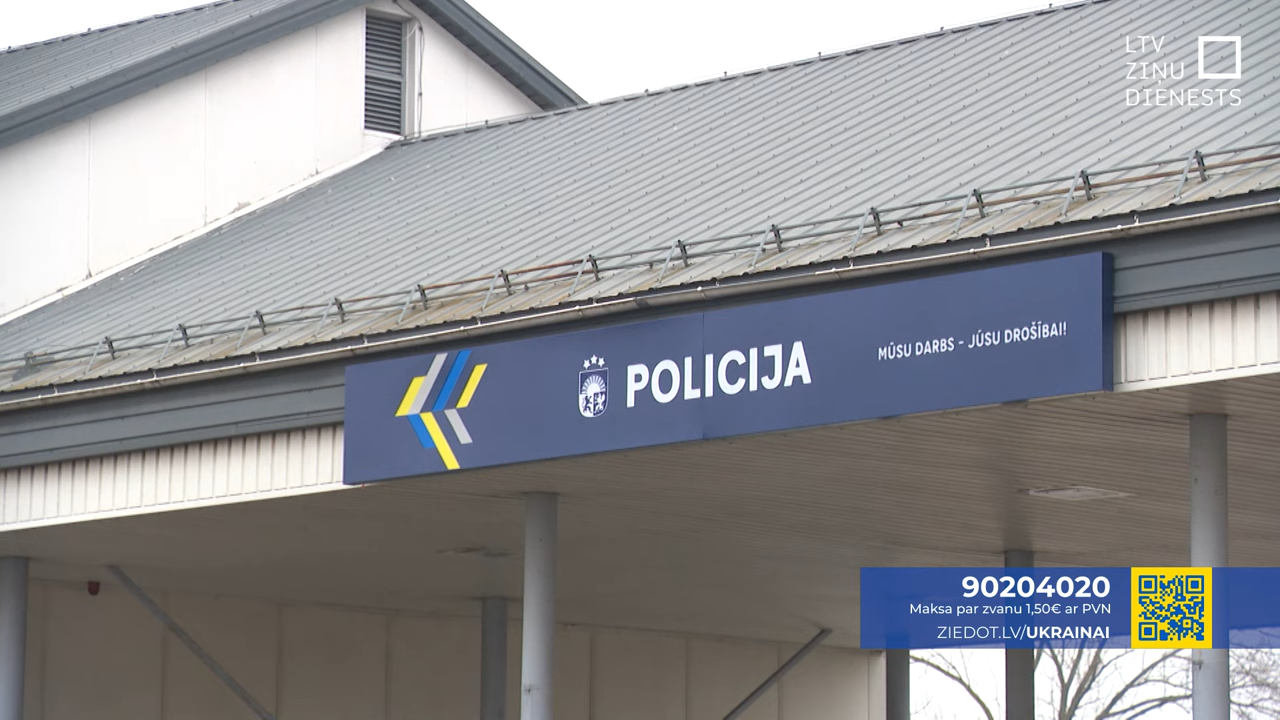 LTV
ZIŅU
DIENESTS
POLICIJA
MŪSU DARBS - JŪSU DROŠĪBAI!
90204020
Maksa par zvanu 1,50€ ar PVN
ZIEDOT.LV/UKRAINAI